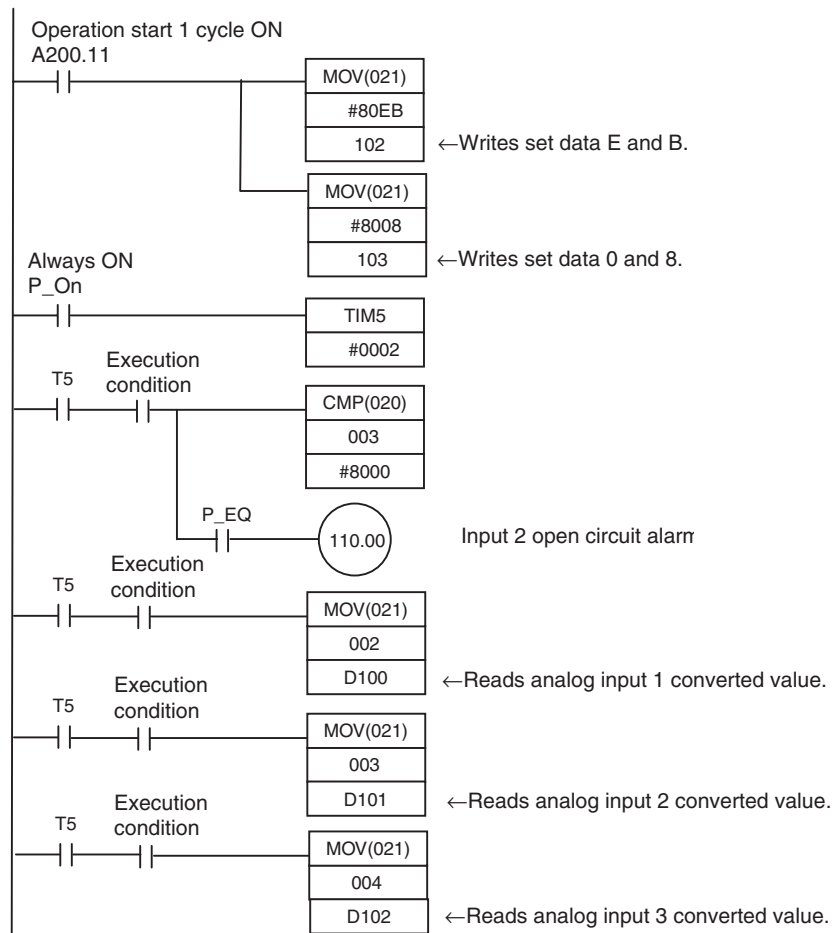 Operation start 1 cycle ON
A200.11
MOV(021)
#80EB
102 ←Writes set data E and B.
MOV(021)
#8008
103 ←Writes set data 0 and 8.
Always ON
P_On
TIM5
#0002
T5 Execution
condition
CMP(020)
003
#8000
P_EQ
110.00 Input 2 open circuit alarm
T5 Execution
condition
MOV(021)
002
D100 ←Reads analog input 1 converted value.
T5 Execution
condition
MOV(021)
003
D101 ←Reads analog input 2 converted value.
T5 Execution
condition
MOV(021)
004
D102 ←Reads analog input 3 converted value.